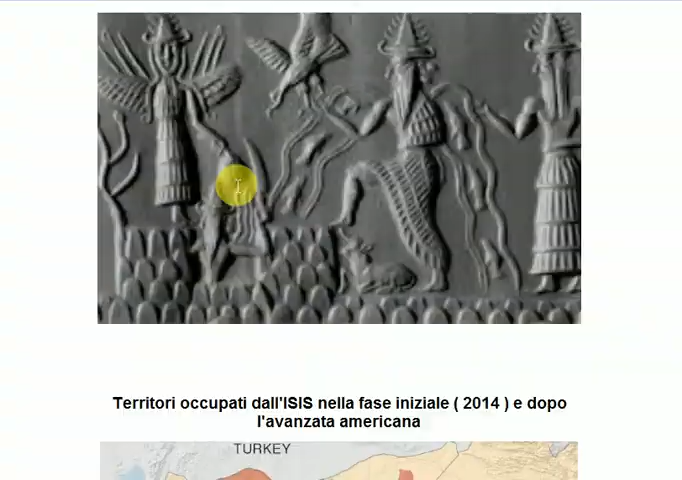 Territori occupati dall'ISIS nella fase iniziale ( 2014 ) e dopo
l'avanzata americana
TURKEY